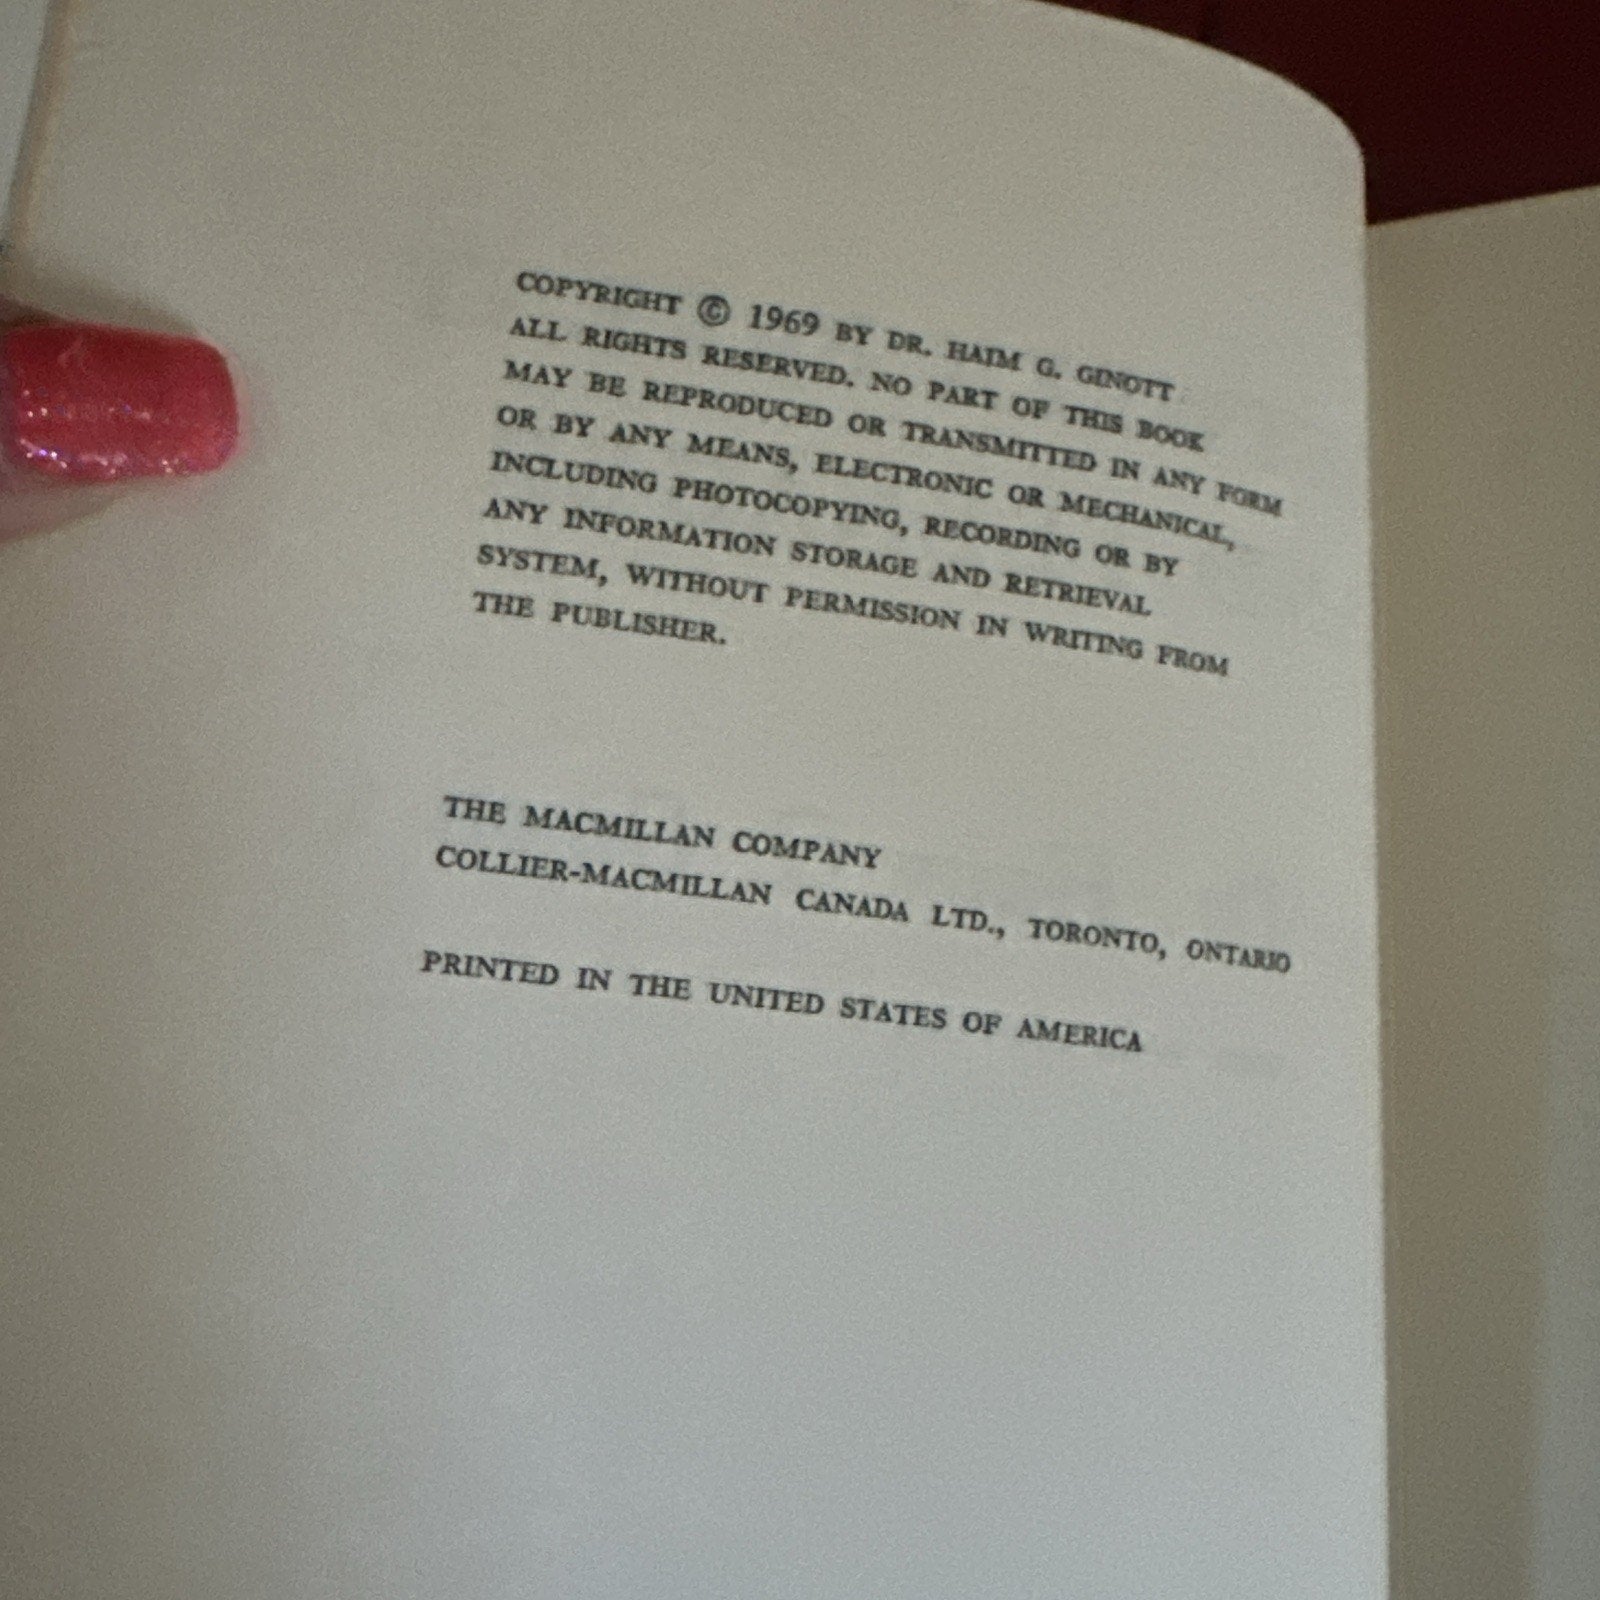 COPYRIGHT © 1969 BY DR. HAIM G. GINOTT
ALL RIGHTS RESERVED. NO PART OF THIS BOOK
MAY BE REPRODUCED OR TRANSMITTED IN ANY FORM
OR BY ANY MEANS, ELECTRONIC OR MECHANICAL,
INCLUDING PHOTOCOPYING, RECORDING OR BY
ANY INFORMATION STORAGE AND RETRIEVAL
SYSTEM, WITHOUT PERMISSION IN WRITING FROM
THE PUBLISHER.
THE MACMILLAN COMPANY
COLLIER-MACMILLAN CANADA LTD., TORONTO, ONTARIO
PRINTED IN THE UNITED STATES OF AMERICA